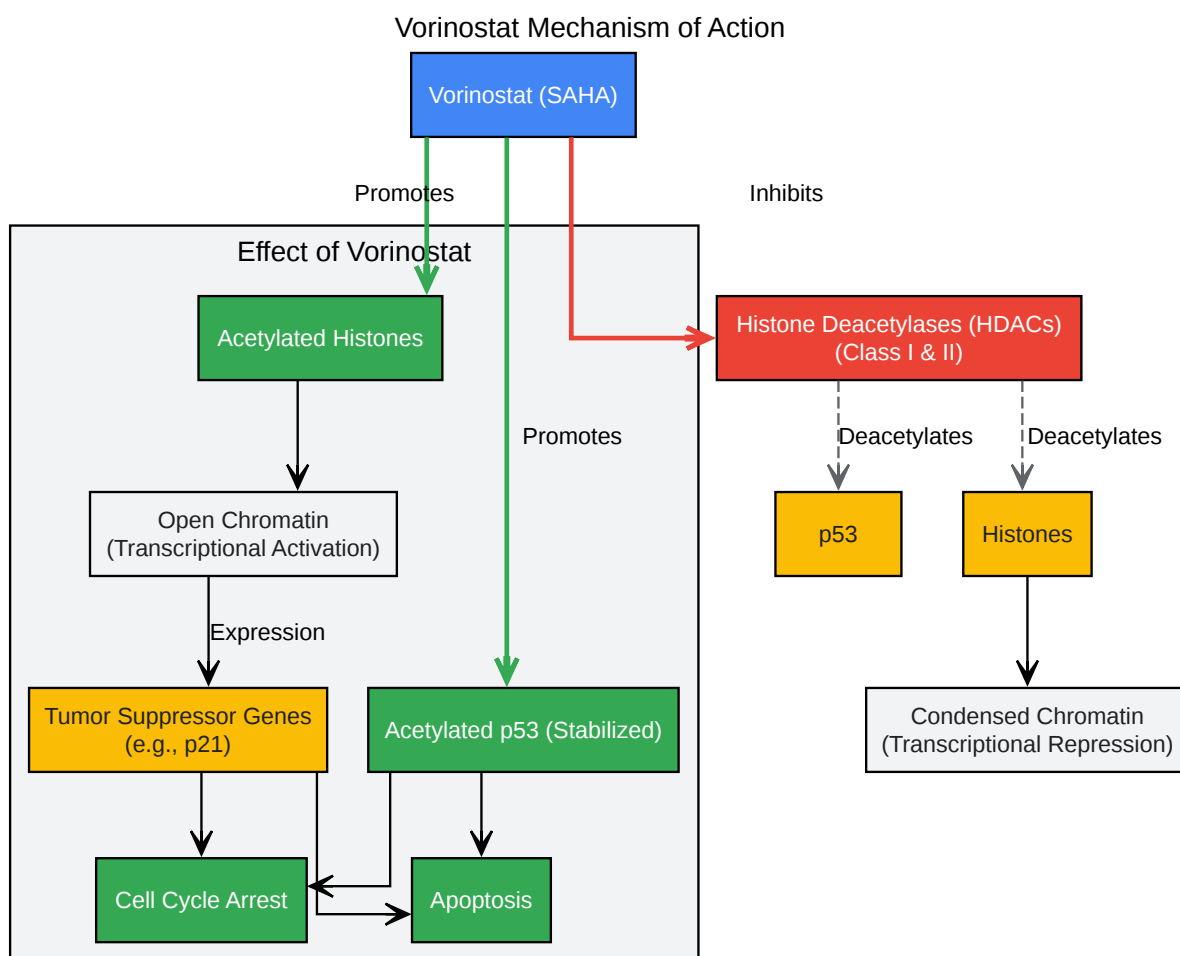 Vorinostat Mechanism of Action
Vorinostat (SAHA)
Promotes
Inhibits
Effect of Vorinostat
Acetylated Histones
Histone Deacetylases (HDACs)
(Class I & II)
Promotes
Deacetylates
Deacetylates
Open Chromatin
(Transcriptional Activation)
p53
Histones
Expression
Tumor Suppressor Genes
(e.g., p21)
Acetylated p53 (Stabilized)
Condensed Chromatin
(Transcriptional Repression)
Cell Cycle Arrest
Apoptosis